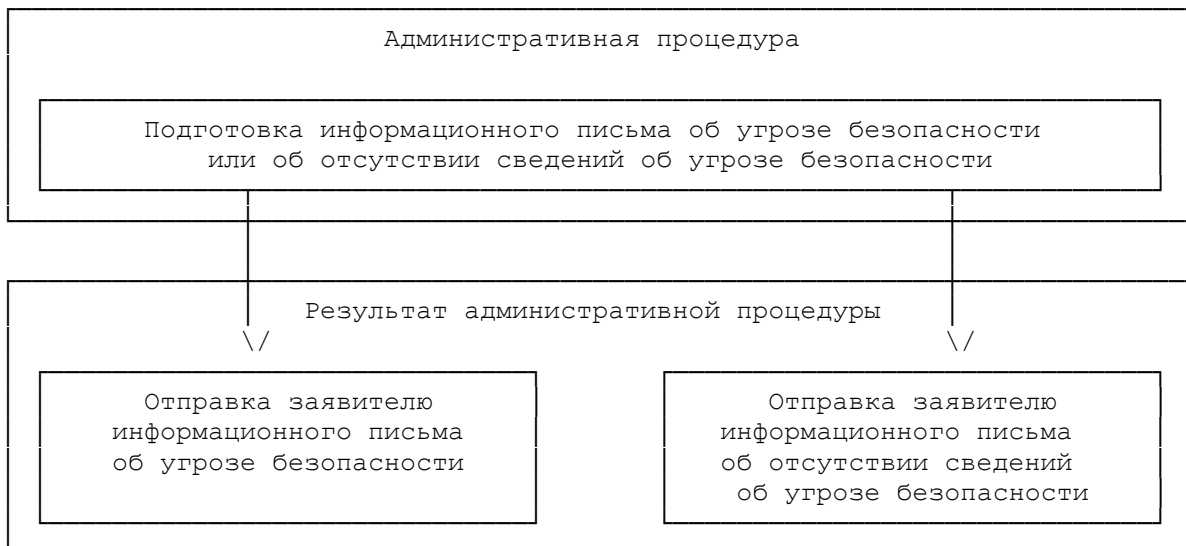 Административная процедура
Подготовка информационного письма об угрозе безопасности
или об отсутствии сведений об угрозе безопасности
Результат административной процедуры
Отправка заявителю
информационного письма
об угрозе безопасности
Отправка заявителю
информационного письма
об отсутствии сведений
об угрозе безопасности